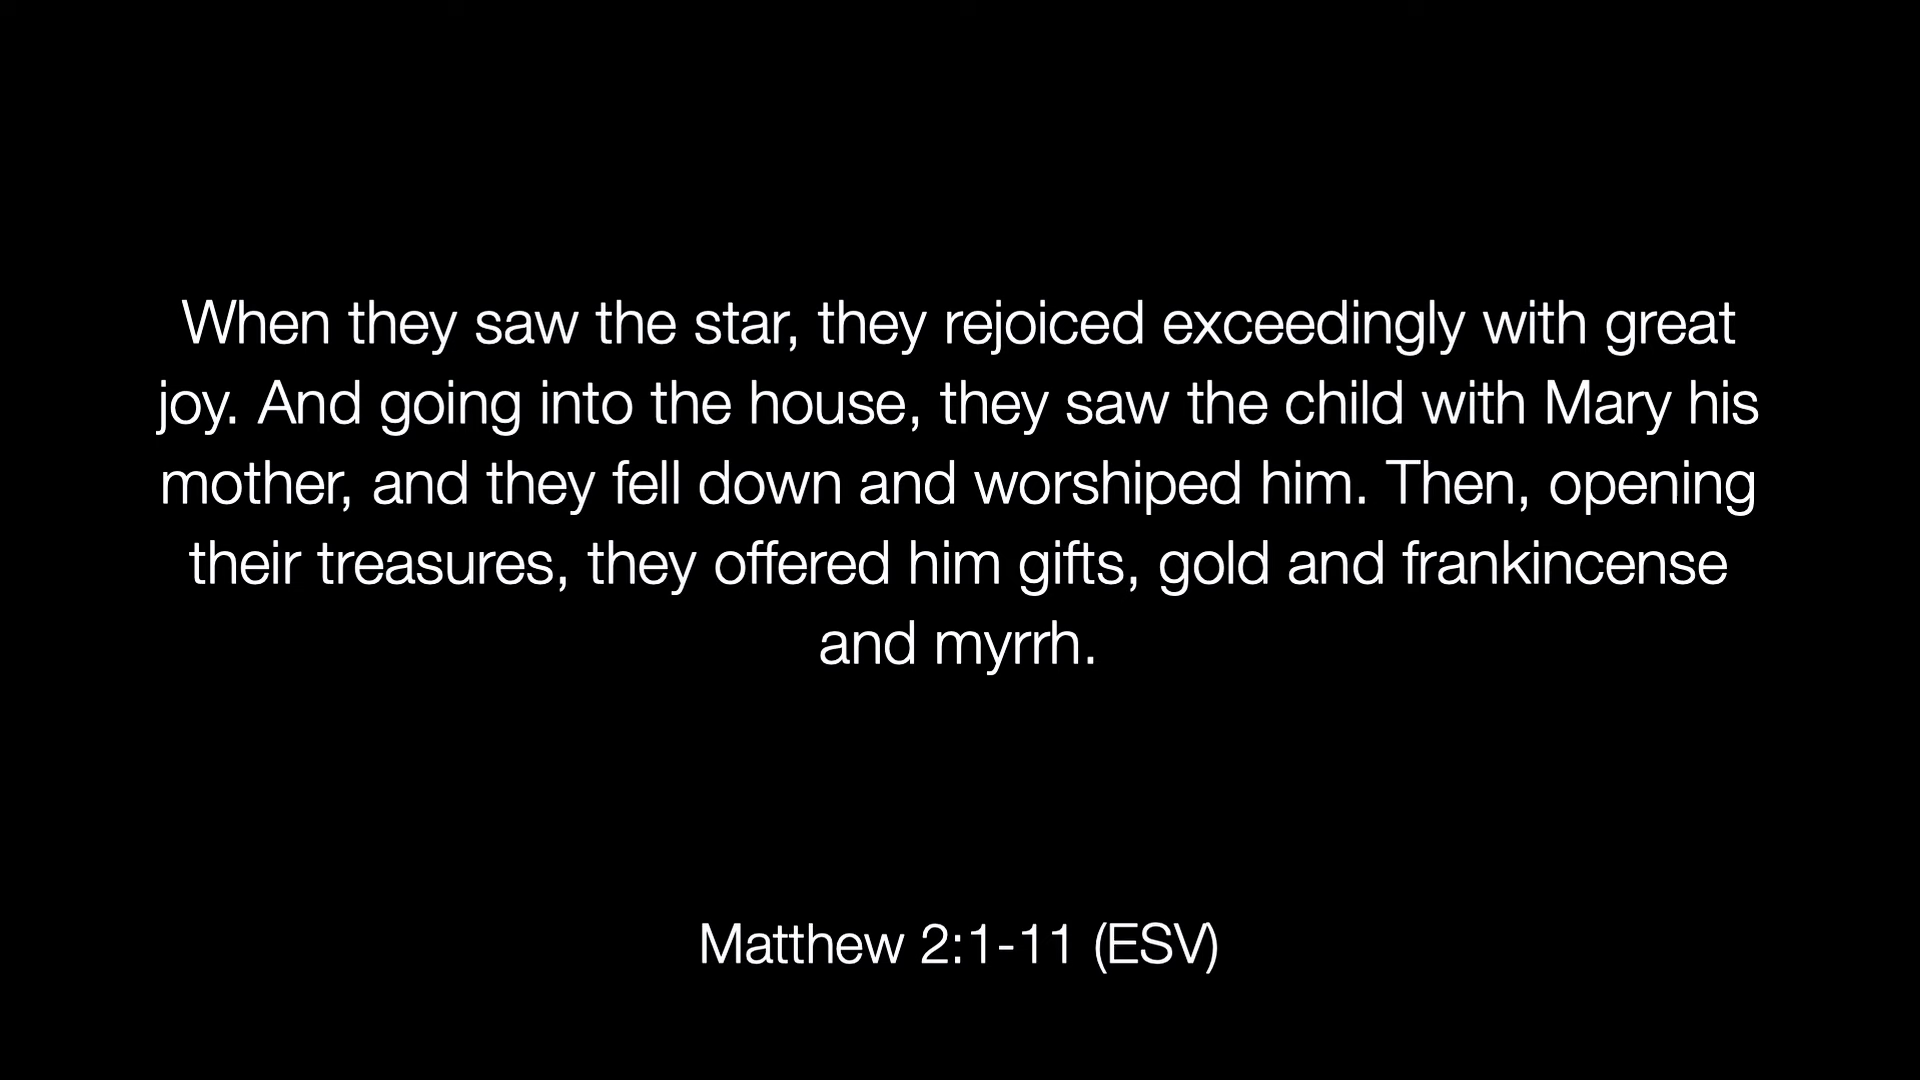 When they saw the star, they rejoiced exceedingly with great
joy. And going into the house, they saw the child with Mary his
mother, and they fell down and worshiped him. Then, opening
their treasures, they offered him gifts, gold and frankincense
and myrrh.
Matthew 2:1-11 (ESV)